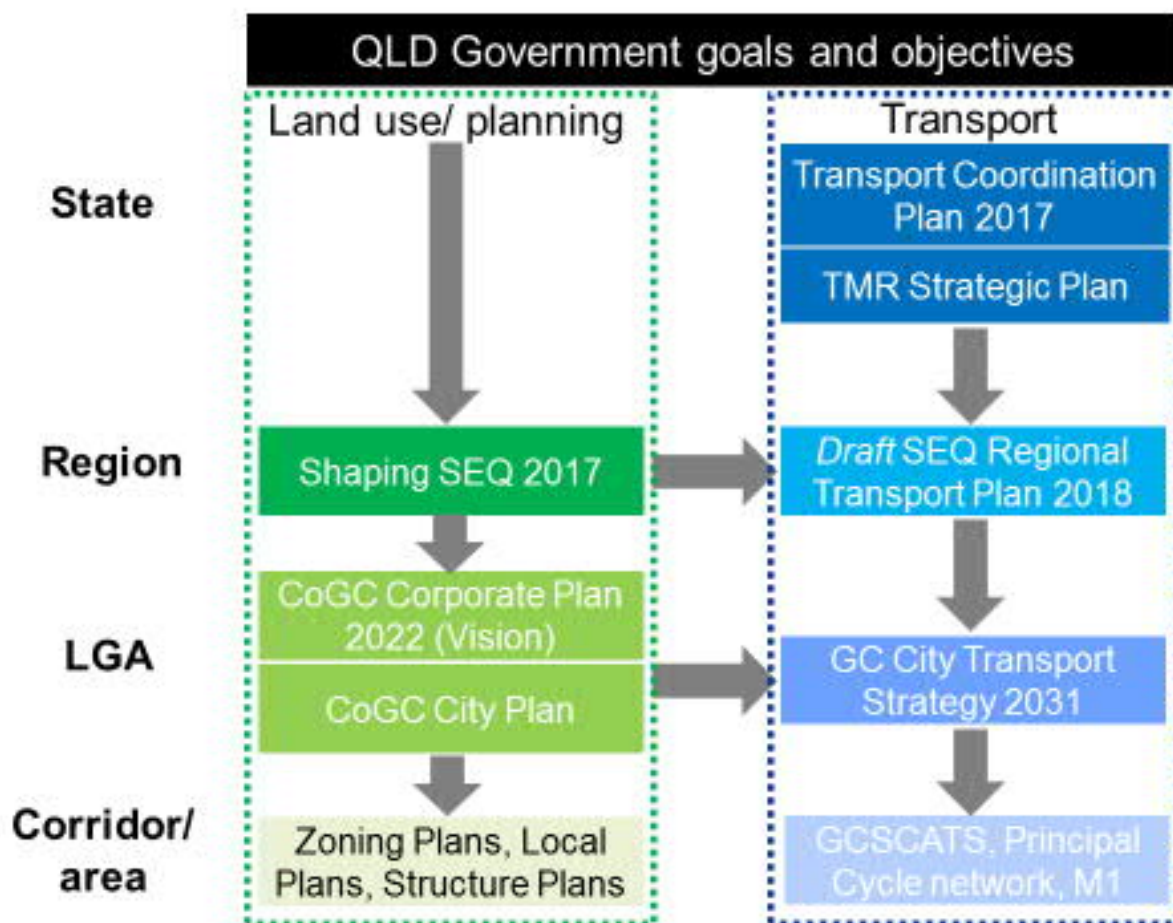 QLD Government goals and objectives
Land use/ planning
Transport
State
Transport Coordination
Plan 2017
TMR Strategic Plan
Region
Shaping SEQ 2017
Draft SEQ Regional
Transport Plan 2018
LGA
CoGC Corporate Plan
2022 (Vision)
CoGC City Plan
GC City Transport
Strategy 2031
Corridor/
area
Zoning Plans, Local
Plans, Structure Plans
GCSCATS, Principal
Cycle network, M1